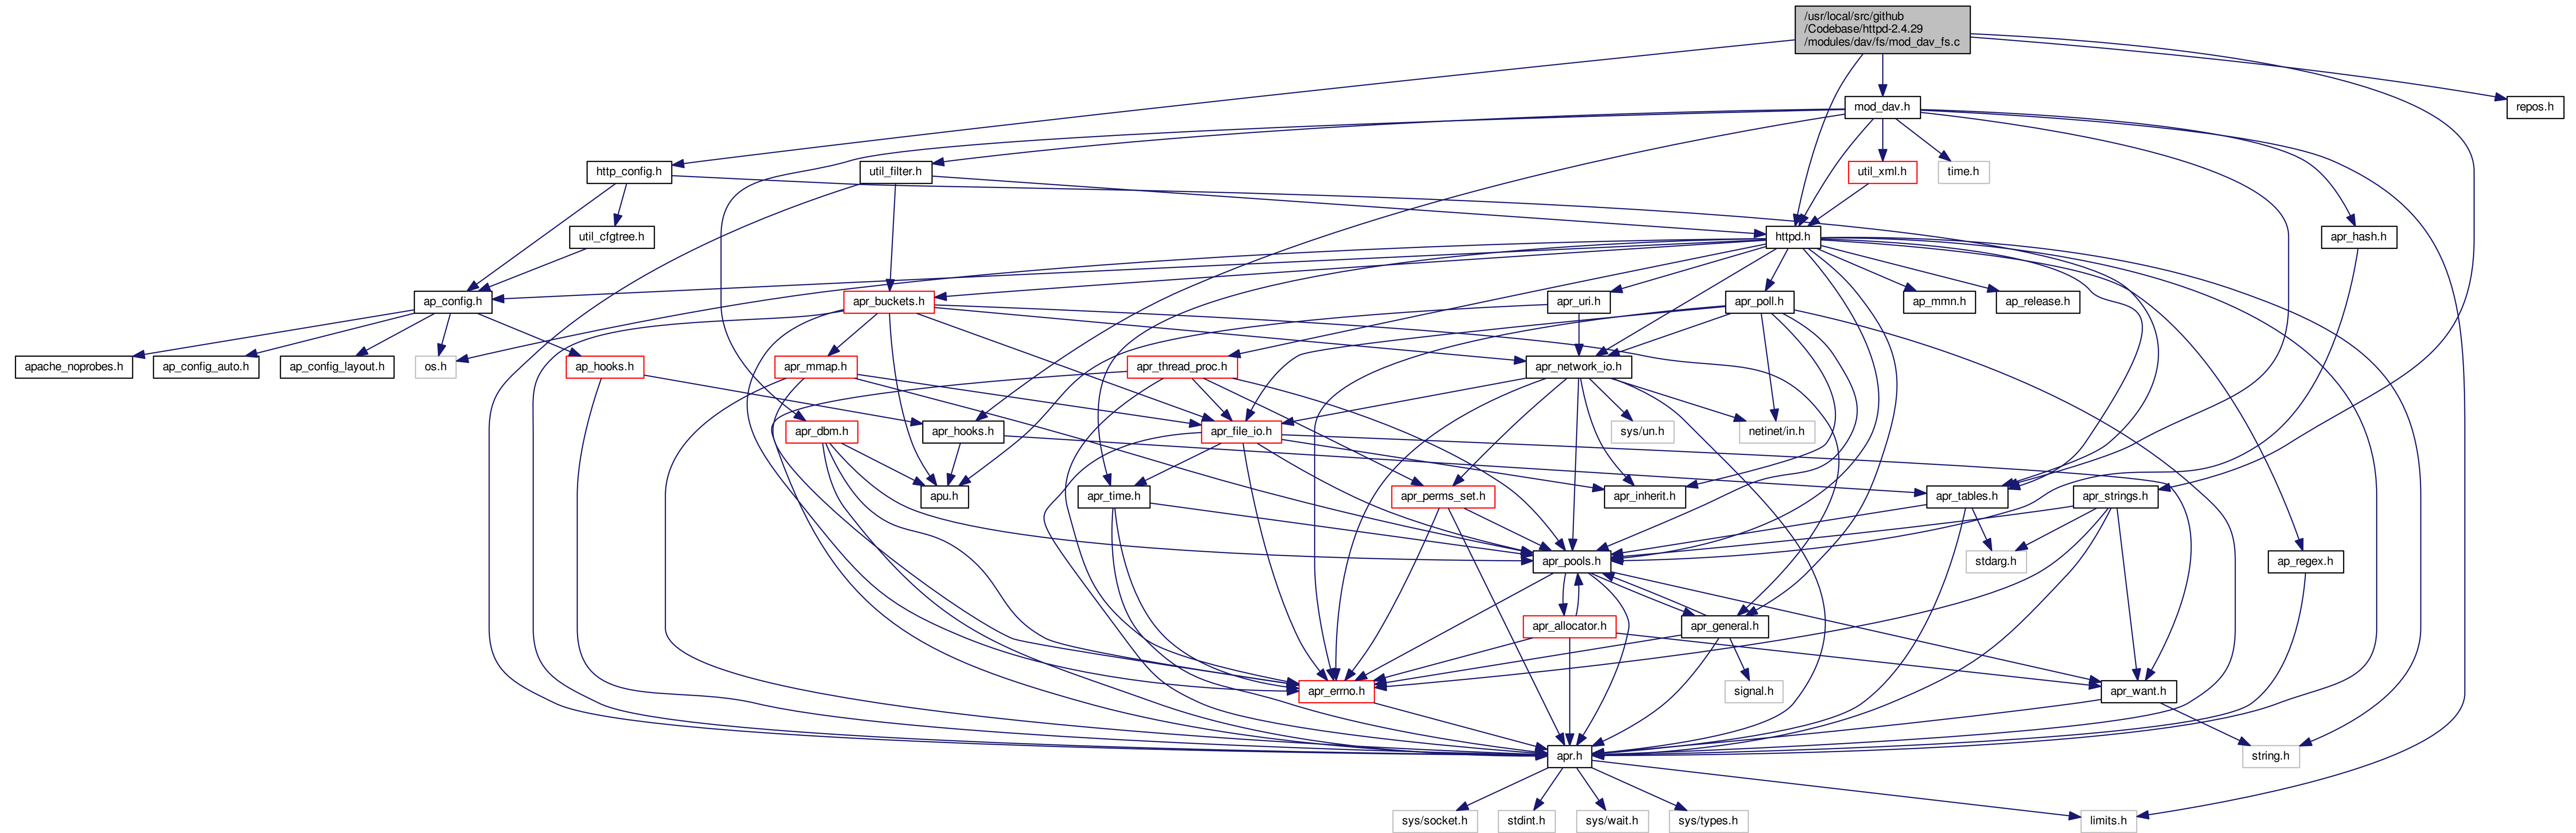 /usr/local/src/github
/Codebase/httpd-2.4.29
/modules/dav/fs/mod_dav_fs.c
mod_dav.h
repos.h
http_config.h
util_filter.h
util_xml.h
time.h
util_cfgtree.h
httpd.h
apr_hash.h
ap_config.h
apr_buckets.h
apr_uri.h
apr_poll.h
ap_mmn.h
ap_release.h
apache_noprobes.h
ap_config_auto.h
ap_config_layout.h
os.h
ap_hooks.h
apr_mmap.h
apr_thread_proc.h
apr_network_io.h
apr_dbm.h
apr_hooks.h
apr_file_io.h
sys/un.h
netinet/in.h
apu.h
apr_time.h
apr_perms_set.h
apr_inherit.h
apr_tables.h
apr_strings.h
apr_pools.h
stdarg.h
ap_regex.h
apr_allocator.h
apr_general.h
apr_errno.h
signal.h
apr_want.h
apr.h
string.h
sys/socket.h
stdint.h
sys/wait.h
sys/types.h
limits.h